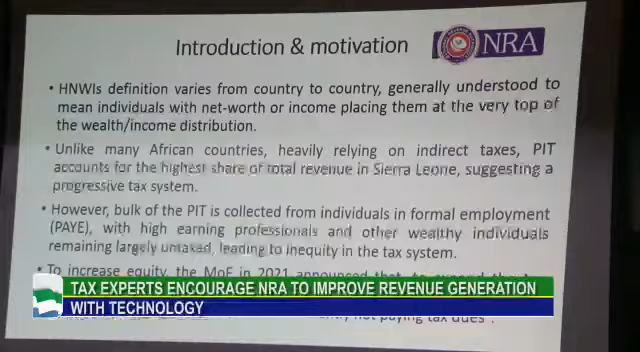 Introduction & motivation
NRA
• HNWIs definition varies from country to country, generally understood to
mean individuals with net-worth or income placing them at the very top of
the wealth/income distribution.
• Unlike many African countries, heavily relying on indirect taxes, PIT
accounts for the highest share of total revenue in Sierra Leone, suggesting a
progressive tax system.
• However, bulk of the PIT is collected from individuals in formal employment
(PAYE), with high earning professionals and other wealthy individuals
remaining largely untaxed, leading to inequity in the tax system.
• To increase equity, the MoF in 2021 announced that, to expand the
TAX EXPERTS ENCOURAGE NRA TO IMPROVE REVENUE GENERATION
WITH TECHNOLOGY
not paying tax dues".